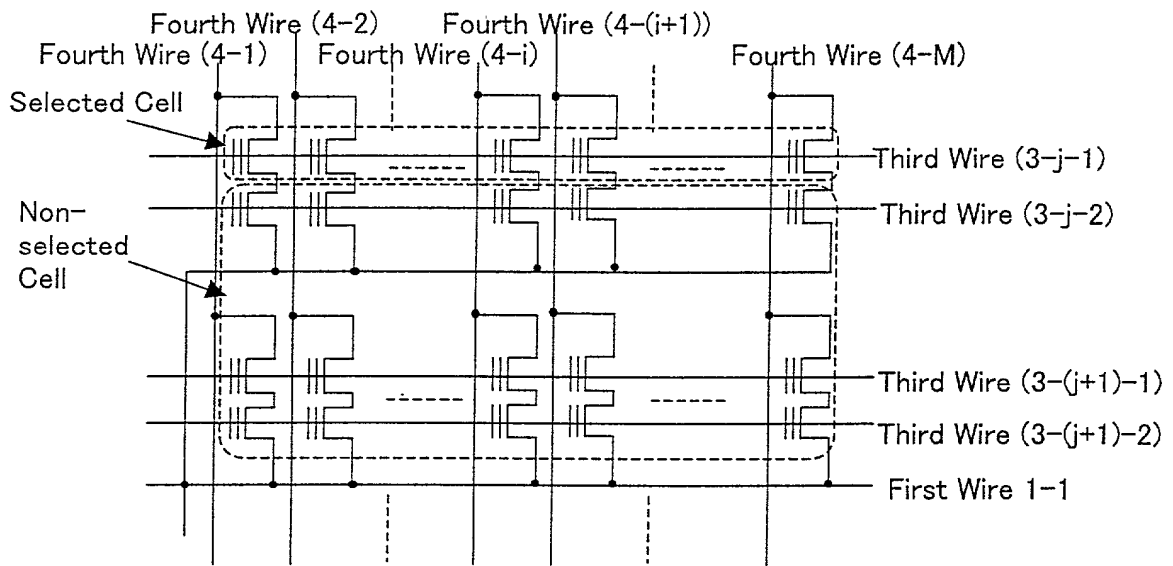 Fourth Wire (4-2)
Fourth Wire (4-(i+1))
Fourth Wire (4-1)
Fourth Wire (4-i)
Fourth Wire (4-M)
Selected Cell
Third Wire (3-j-1)
Non-
selected
Cell
Third Wire (3-j-2)
Third Wire (3-(j+1)-1)
Third Wire (3-(j+1)-2)
First Wire 1-1